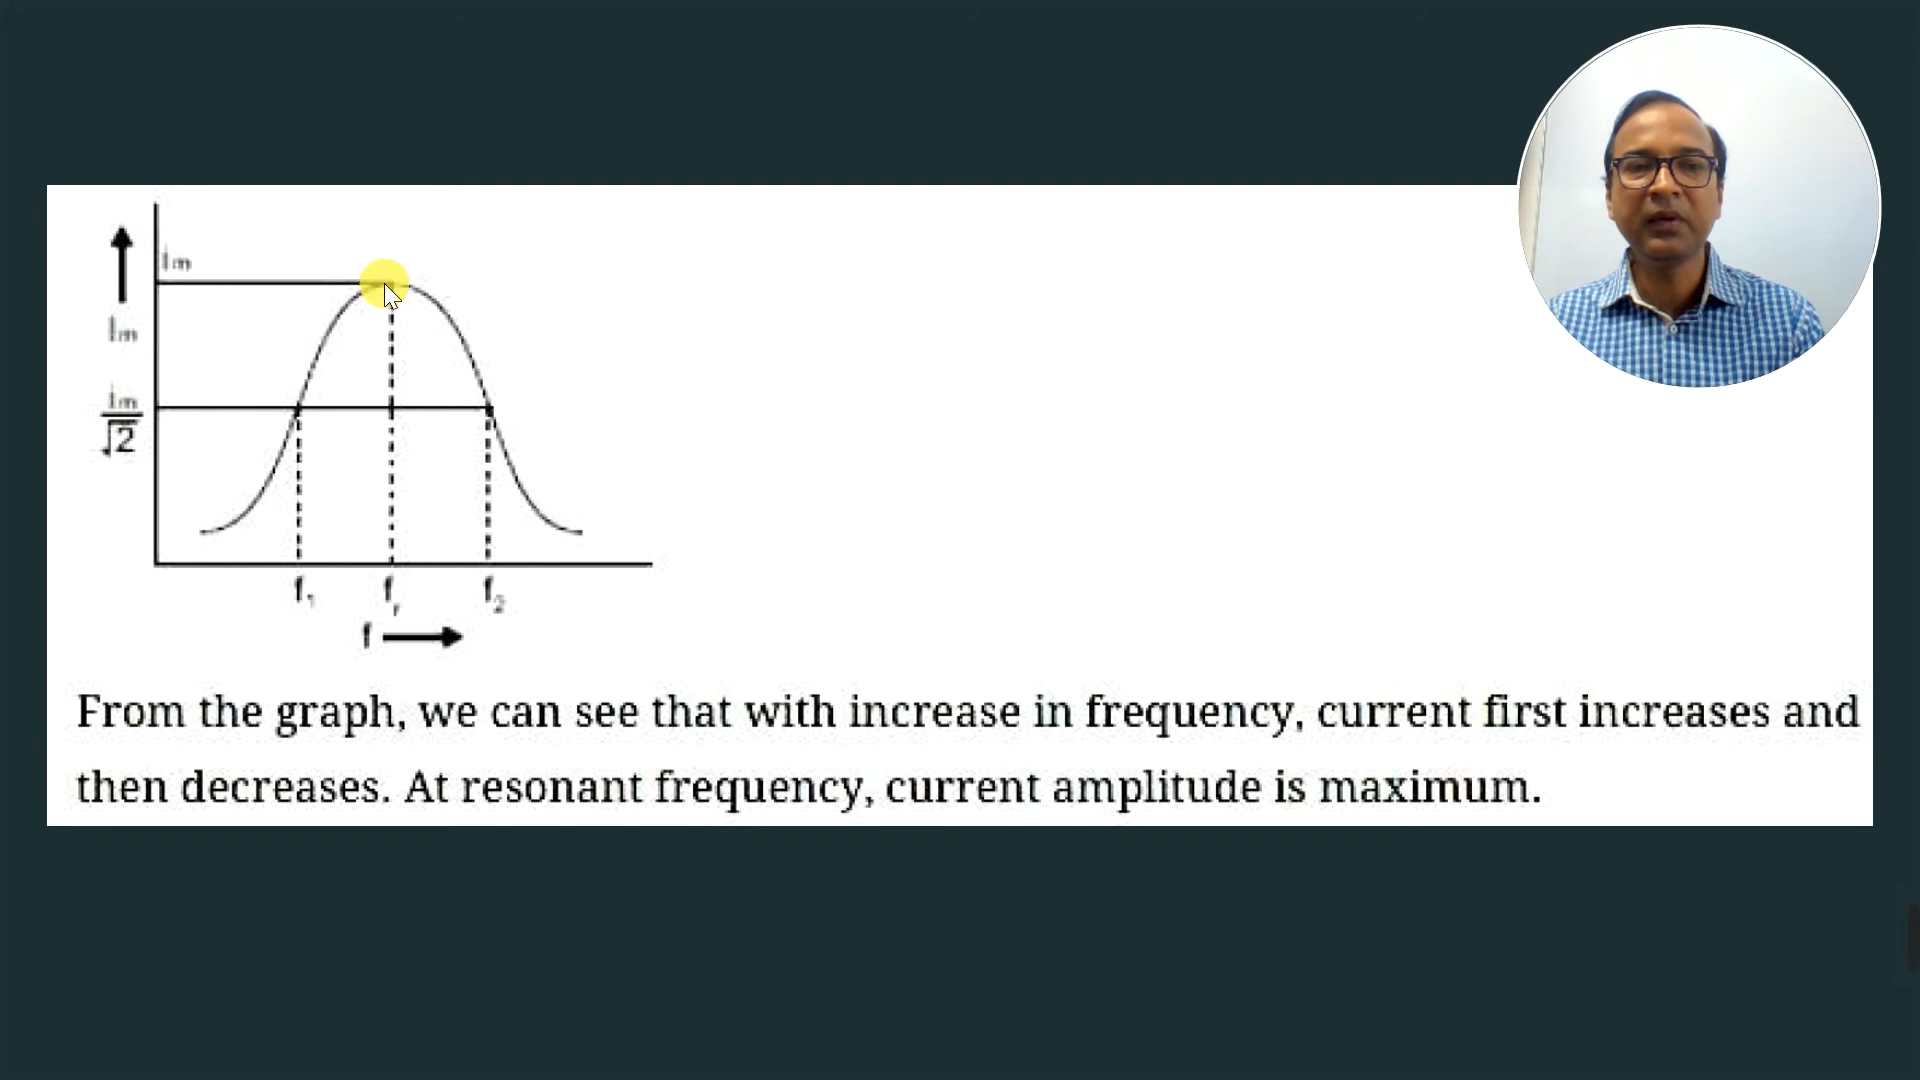 Im
Im
Im
√2
f1
fr
f2
f
From the graph, we can see that with increase in frequency, current first increases and
then decreases. At resonant frequency, current amplitude is maximum.